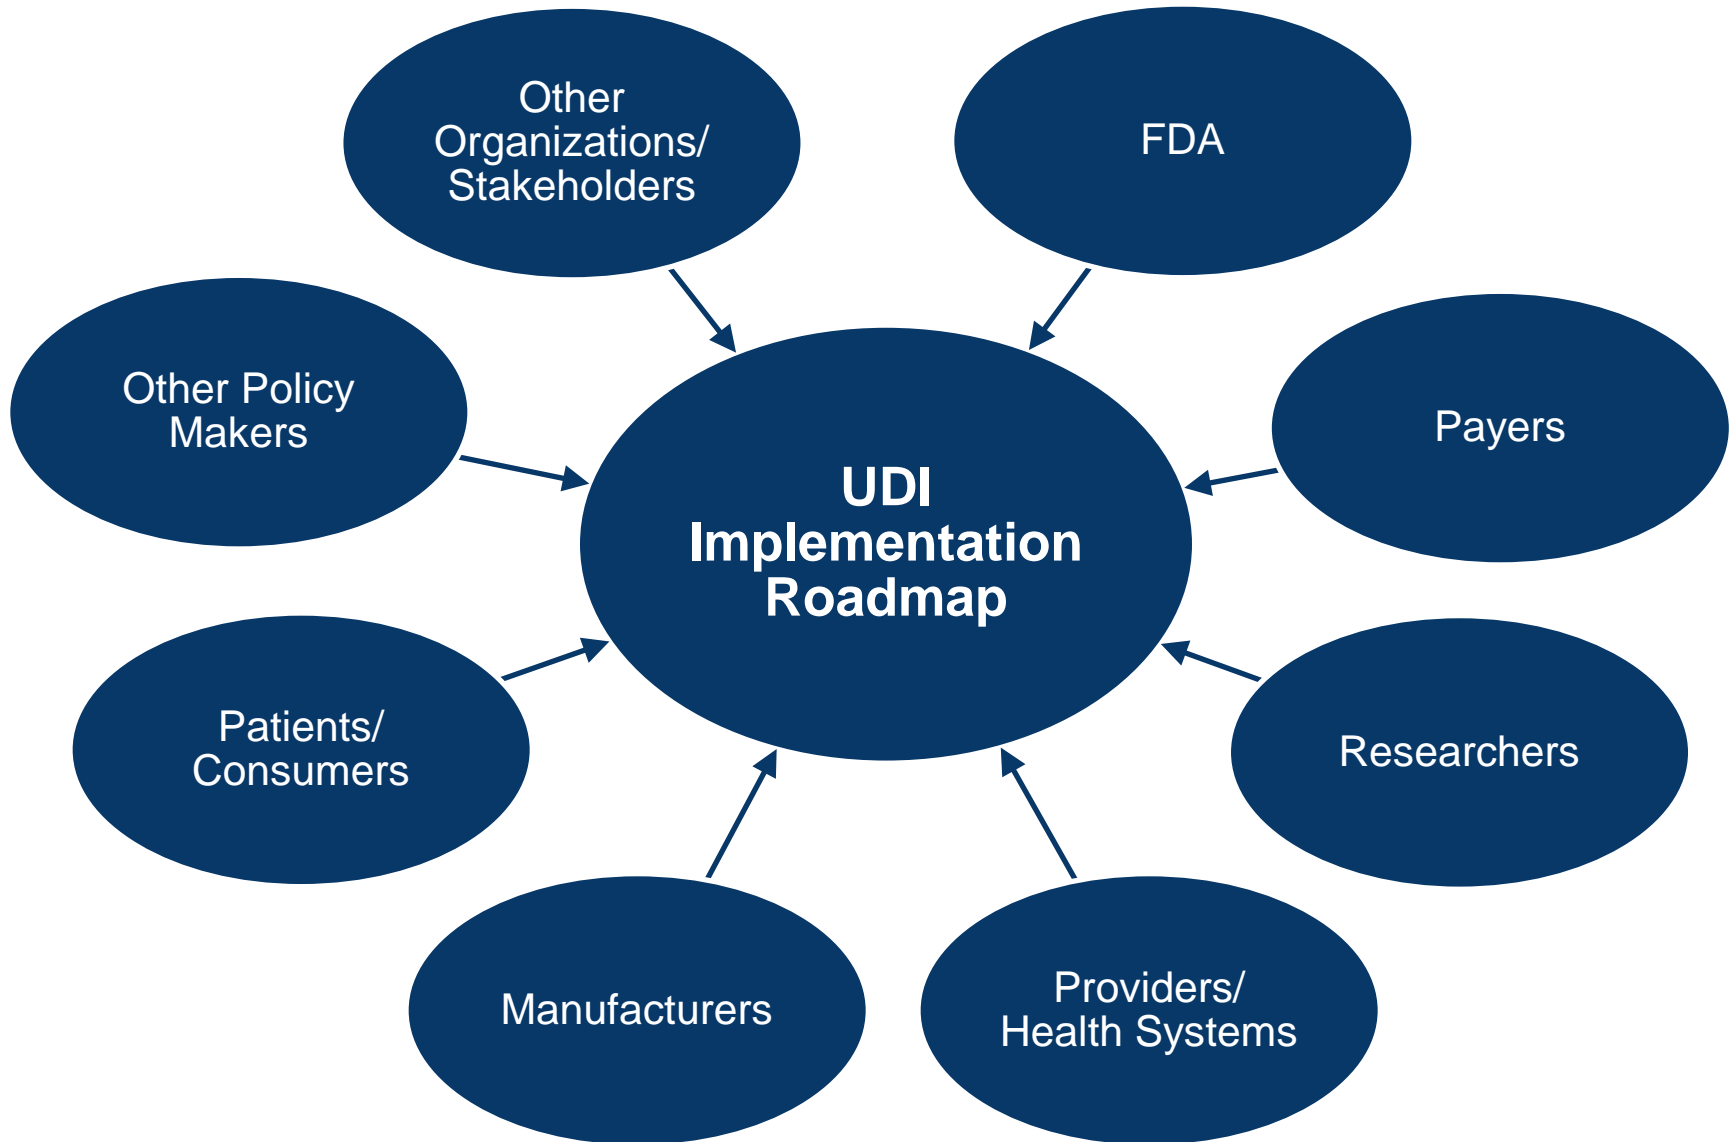 Other
Organizations/
Stakeholders
FDA
Other Policy
Makers
Payers
UDI
Implementation
Roadmap
Patients/
Consumers
Researchers
Manufacturers
Providers/
Health Systems